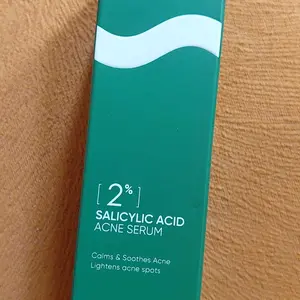 [ 2% ]
SALICYLIC ACID
ACNE SERUM
Calms & Soothes Acne
Lightens acne spots